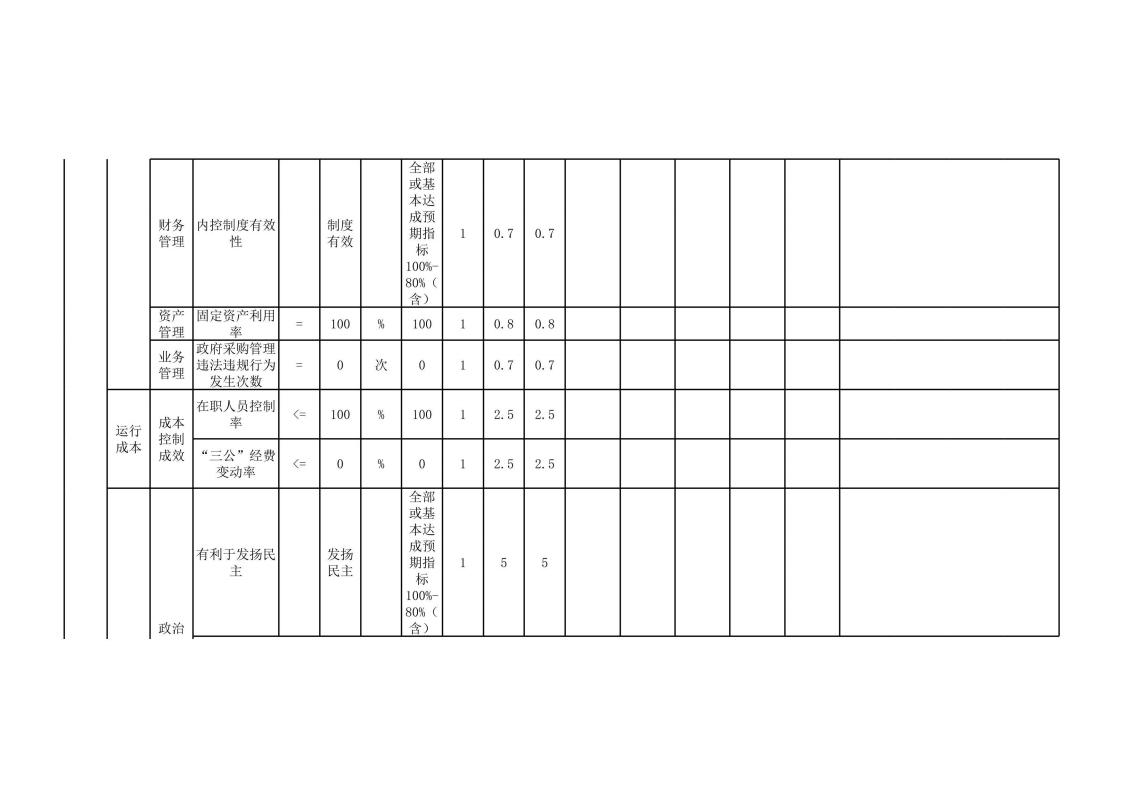 财务
管理
内控制度有效
性
制度
有效
全部
或基
本达
成预
期指
标
100%-
80%（
含）
1
0.7
0.7
资产
管理
固定资产利用
率
=
100
%
100
1
0.8
0.8
业务
管理
政府采购管理
违法违规行为
发生次数
=
0
次
0
1
0.7
0.7
运行
成本
成本
控制
成效
在职人员控制
率
<=
100
%
100
1
2.5
2.5
“三公”经费
变动率
<=
0
%
0
1
2.5
2.5
政治
有利于发扬民
主
发扬
民主
全部
或基
本达
成预
期指
标
100%-
80%（
含）
1
5
5